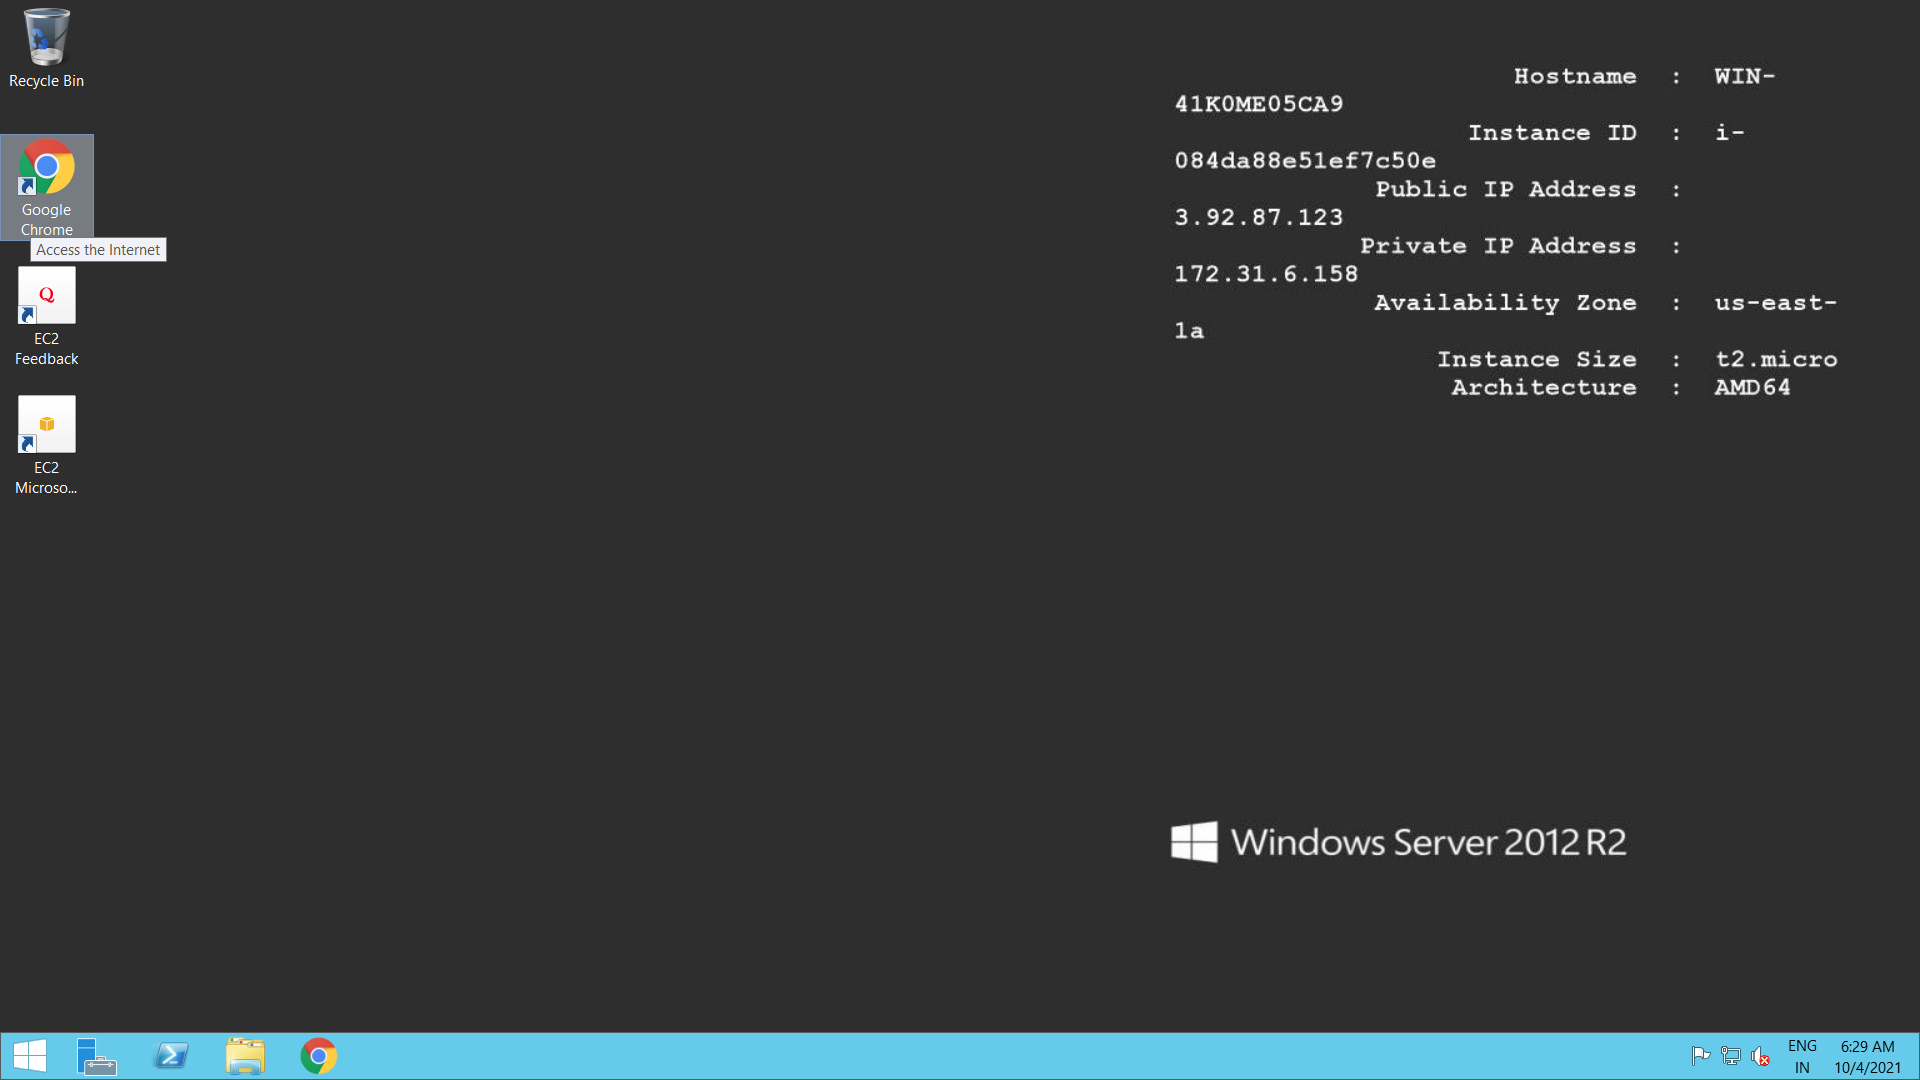 Recycle Bin
Google
Chrome
Access the Internet
Q
EC2
Feedback
EC2
Microso...
Hostname : WIN-
41K0ME05CA9
Instance ID : i-
084da88e51ef7c50e
Public IP Address :
3.92.87.123
Private IP Address :
172.31.6.158
Availability Zone : us-east-
1a
Instance Size : t2.micro
Architecture : AMD64
Windows Server 2012 R2
ENG
IN
6:29 AM
10/4/2021